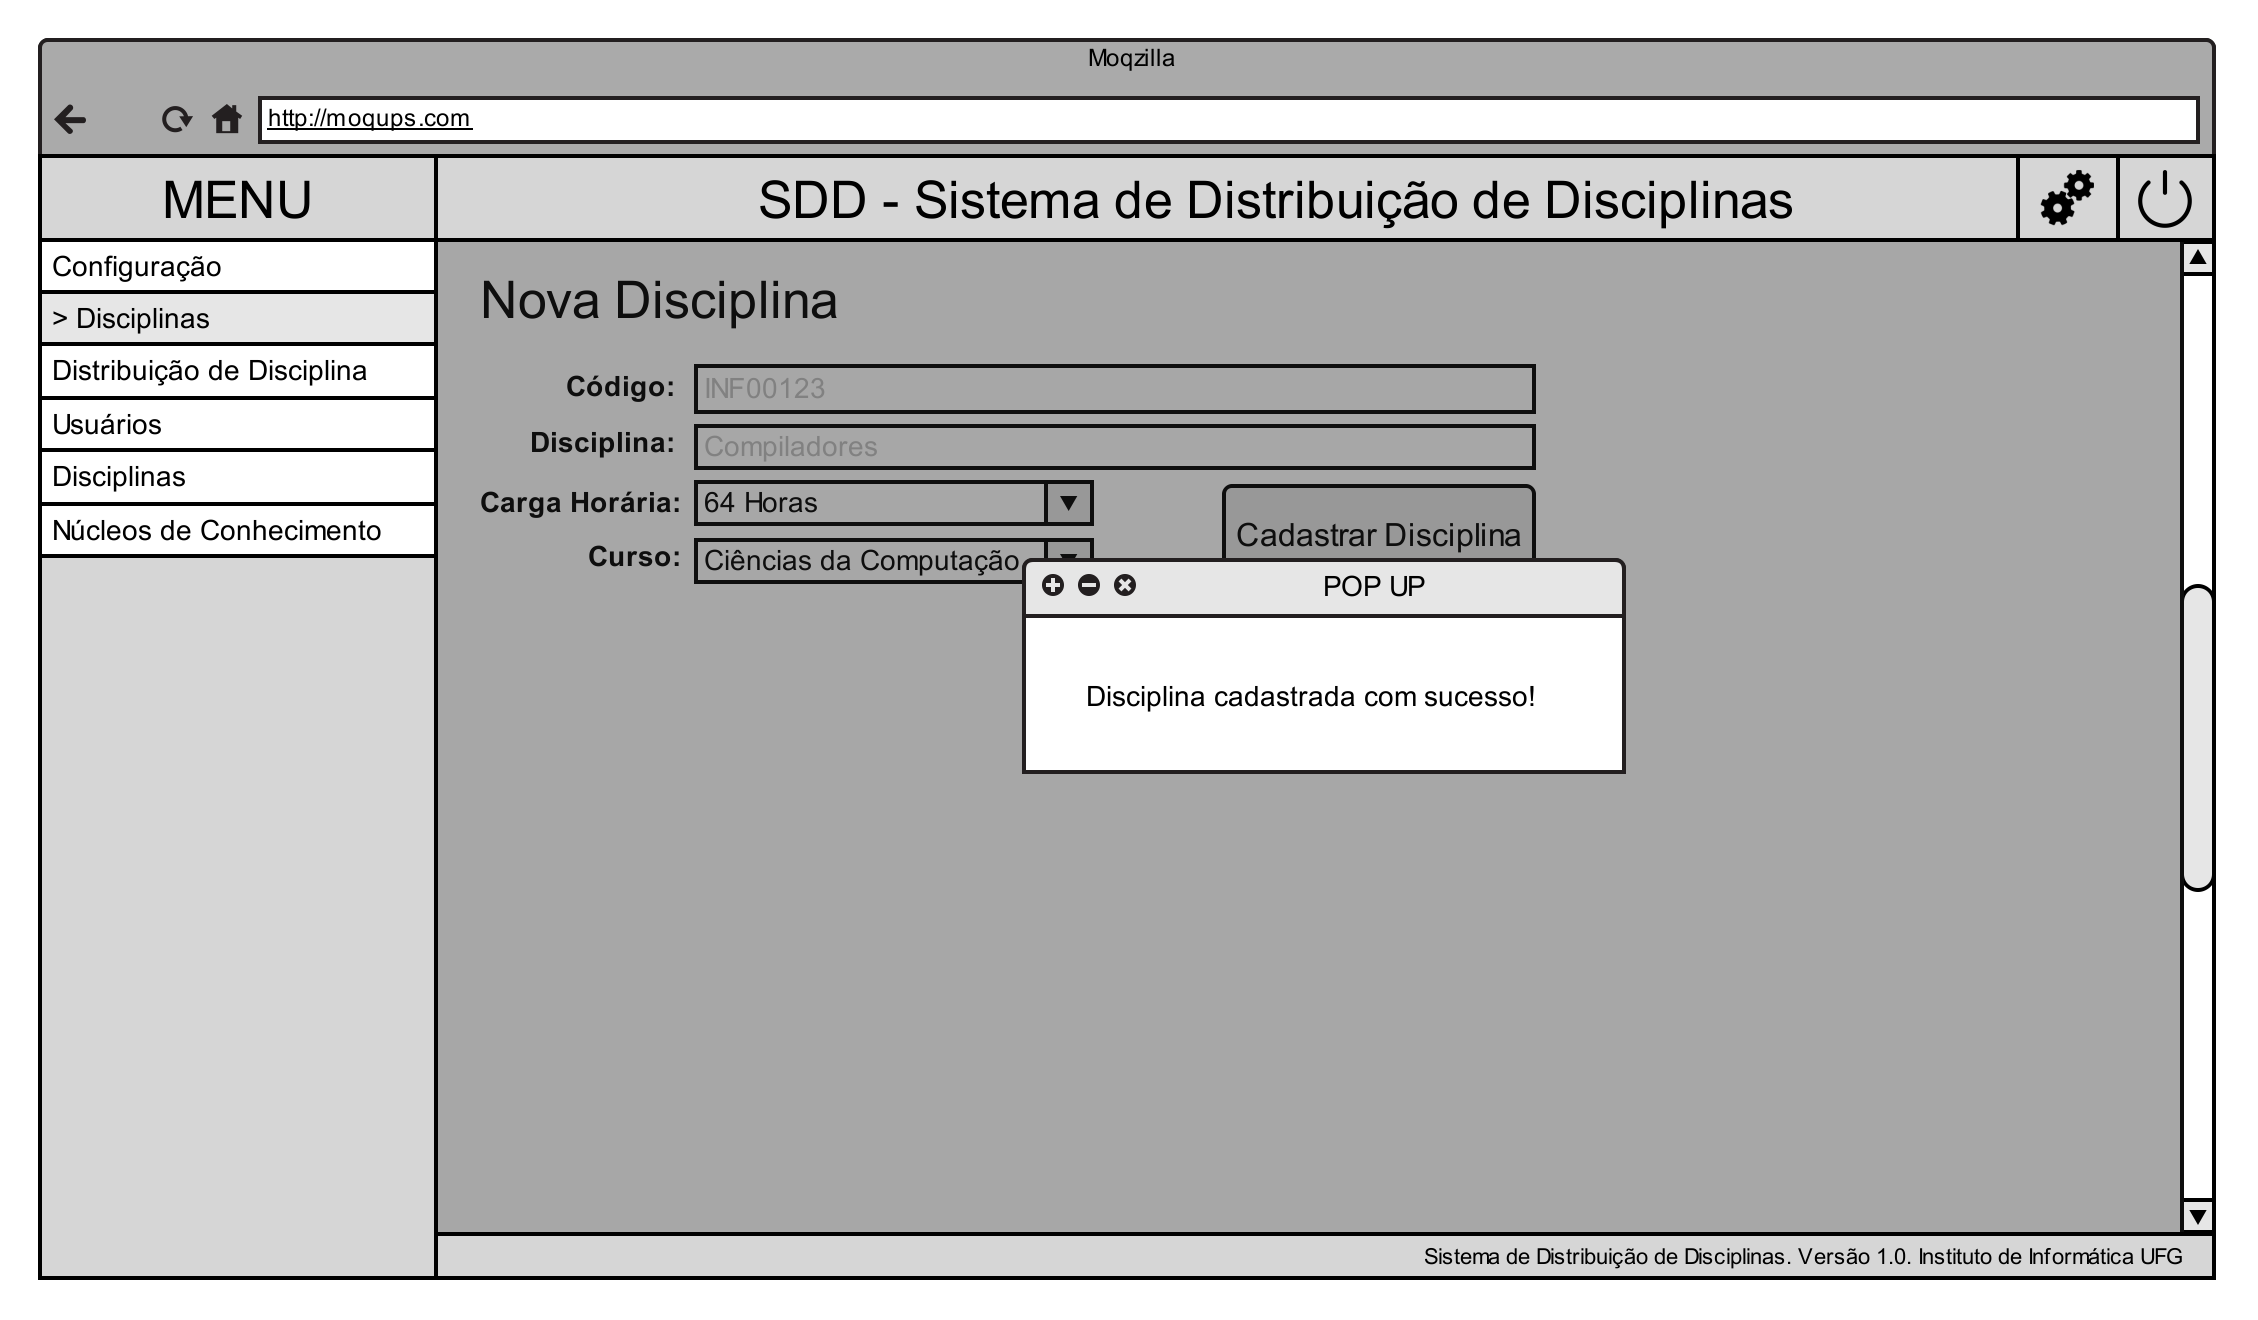 Moqzilla
http://moqups.com
MENU
SDD - Sistema de Distribuição de Disciplinas
Configuração
> Disciplinas
Distribuição de Disciplina
Usuários
Disciplinas
Núcleos de Conhecimento
Nova Disciplina
Código: INF00123
Disciplina: Compiladores
Carga Horária: 64 Horas
Cadastrar Disciplina
Curso: Ciências da Computação
POP UP
Disciplina cadastrada com sucesso!
Sistema de Distribuição de Disciplinas. Versão 1.0. Instituto de Informática UFG